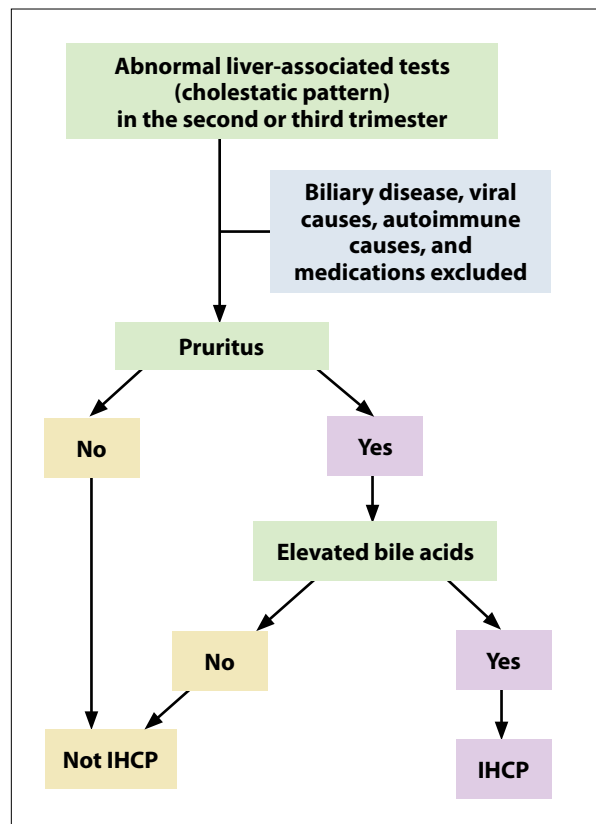 Abnormal liver-associated tests
(cholestatic pattern)
in the second or third trimester
Biliary disease, viral
causes, autoimmune
causes, and
medications excluded
Pruritus
No
Yes
Elevated bile acids
No
Yes
Not IHCP
IHCP